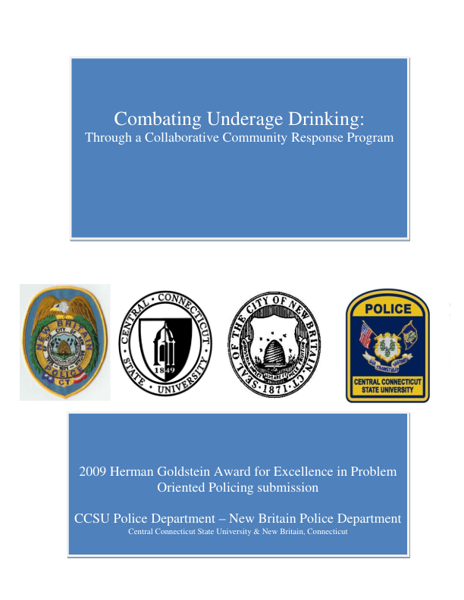 Combating Underage Drinking:
Through a Collaborative Community Response Program
NEW BRITAIN
POLICE
CT
CENTRAL • CONNECTICUT
STATE • UNIVERSITY
1849
SEAL OF THE CITY OF NEW BRITAIN, CT.
1871
POLICE
CENTRAL CONNECTICUT
STATE UNIVERSITY
2009 Herman Goldstein Award for Excellence in Problem
Oriented Policing submission
CCSU Police Department – New Britain Police Department
Central Connecticut State University & New Britain, Connecticut